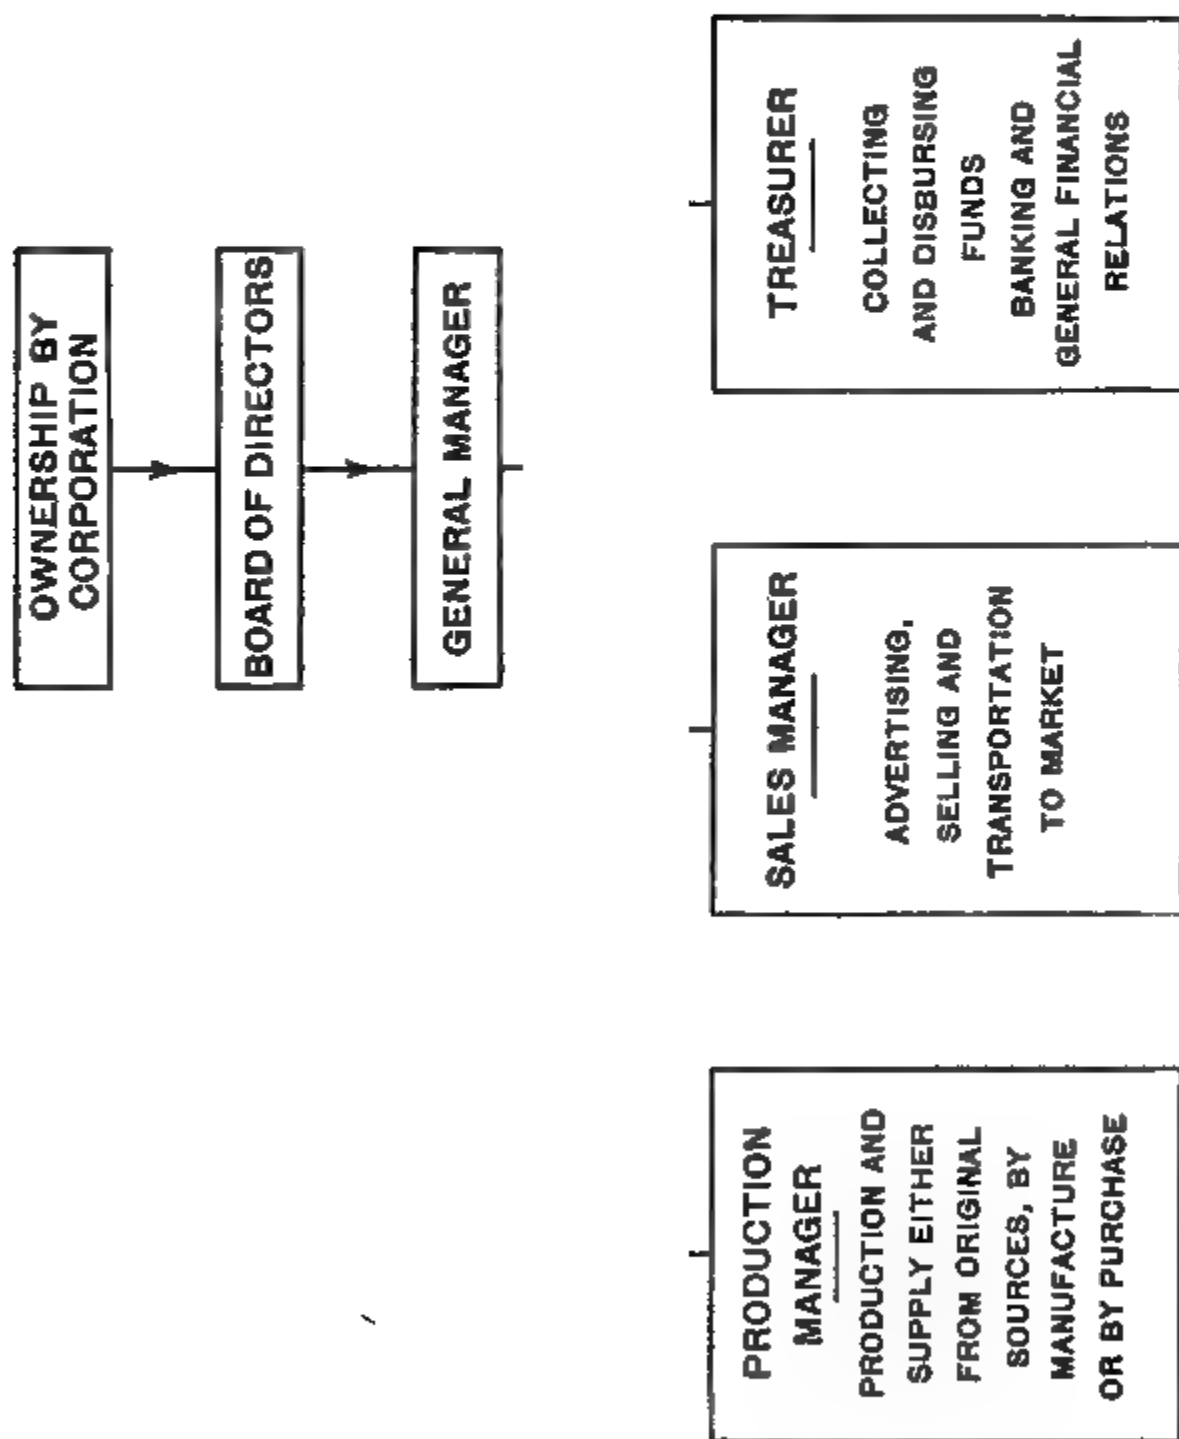 OWNERSHIP BY
CORPORATION
BOARD OF DIRECTORS
GENERAL MANAGER
PRODUCTION
MANAGER
PRODUCTION AND
SUPPLY EITHER
FROM ORIGINAL
SOURCES, BY
MANUFACTURE
OR BY PURCHASE
SALES MANAGER
ADVERTISING,
SELLING AND
TRANSPORTATION
TO MARKET
TREASURER
COLLECTING
AND DISBURSING
FUNDS
BANKING AND
GENERAL FINANCIAL
RELATIONS